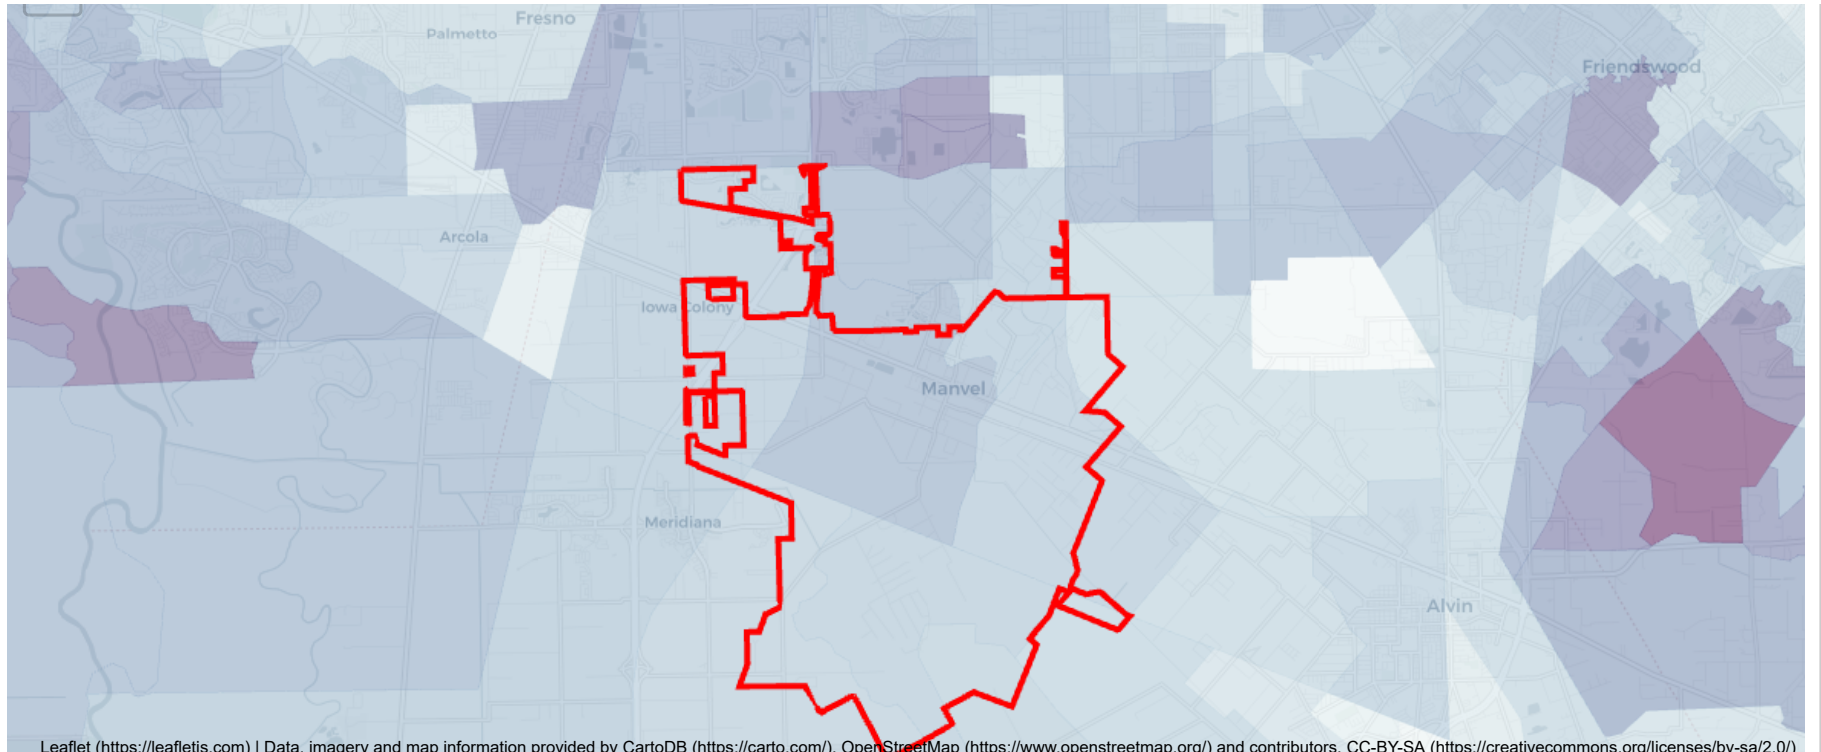 Fresno
Palmetto
Friendswood
Arcola
Iowa Colony
Manvel
Meridiana
Alvin
Leaflet (https://leafletjs.com) | Data, imagery and map information provided by CartoDB (https://carto.com/), OpenStreetMap (https://www.openstreetmap.org/) and contributors, CC-BY-SA (https://creativecommons.org/licenses/by-sa/2.0/)